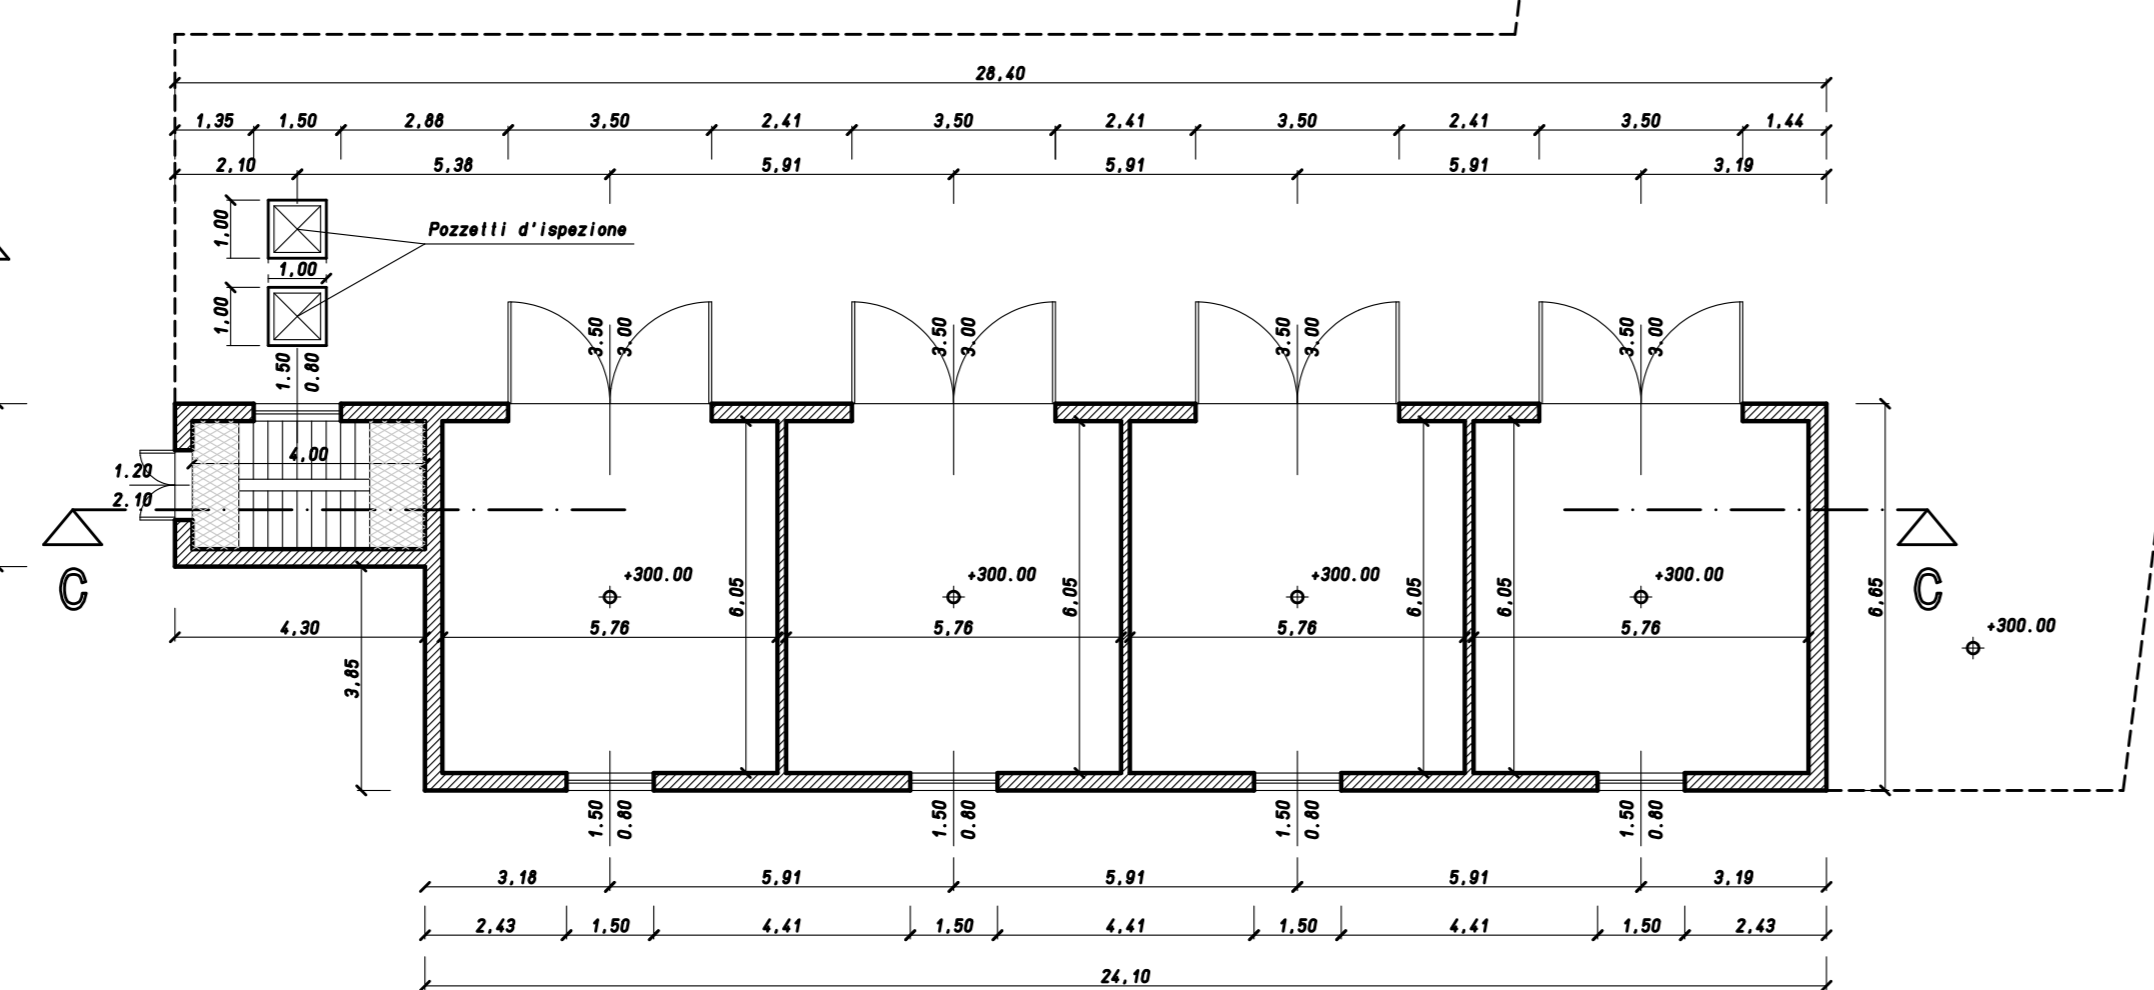 28,40
1,35 1,50 2,88 3,50 2,41 3,50 2,41 3,50 2,41 3,50 1,44
2,10 5,38 5,91 5,91 5,91 3,19
1,00
Pozzetti d'ispezione
1,00
1,00
1.50 0.80
3.50 3.00 3.50 3.00 3.50 3.00 3.50 3.00
4,00
1.20
2.10
C C
+300.00 +300.00 +300.00 +300.00
6,05 6,05 6,05 6,05 6,65
+300.00
4,30 5,76 5,76 5,76 5,76
3,85
1.50 0.80 1.50 0.80 1.50 0.80 1.50 0.80
3,18 5,91 5,91 5,91 3,19
2,43 1,50 4,41 1,50 4,41 1,50 4,41 1,50 2,43
24,10